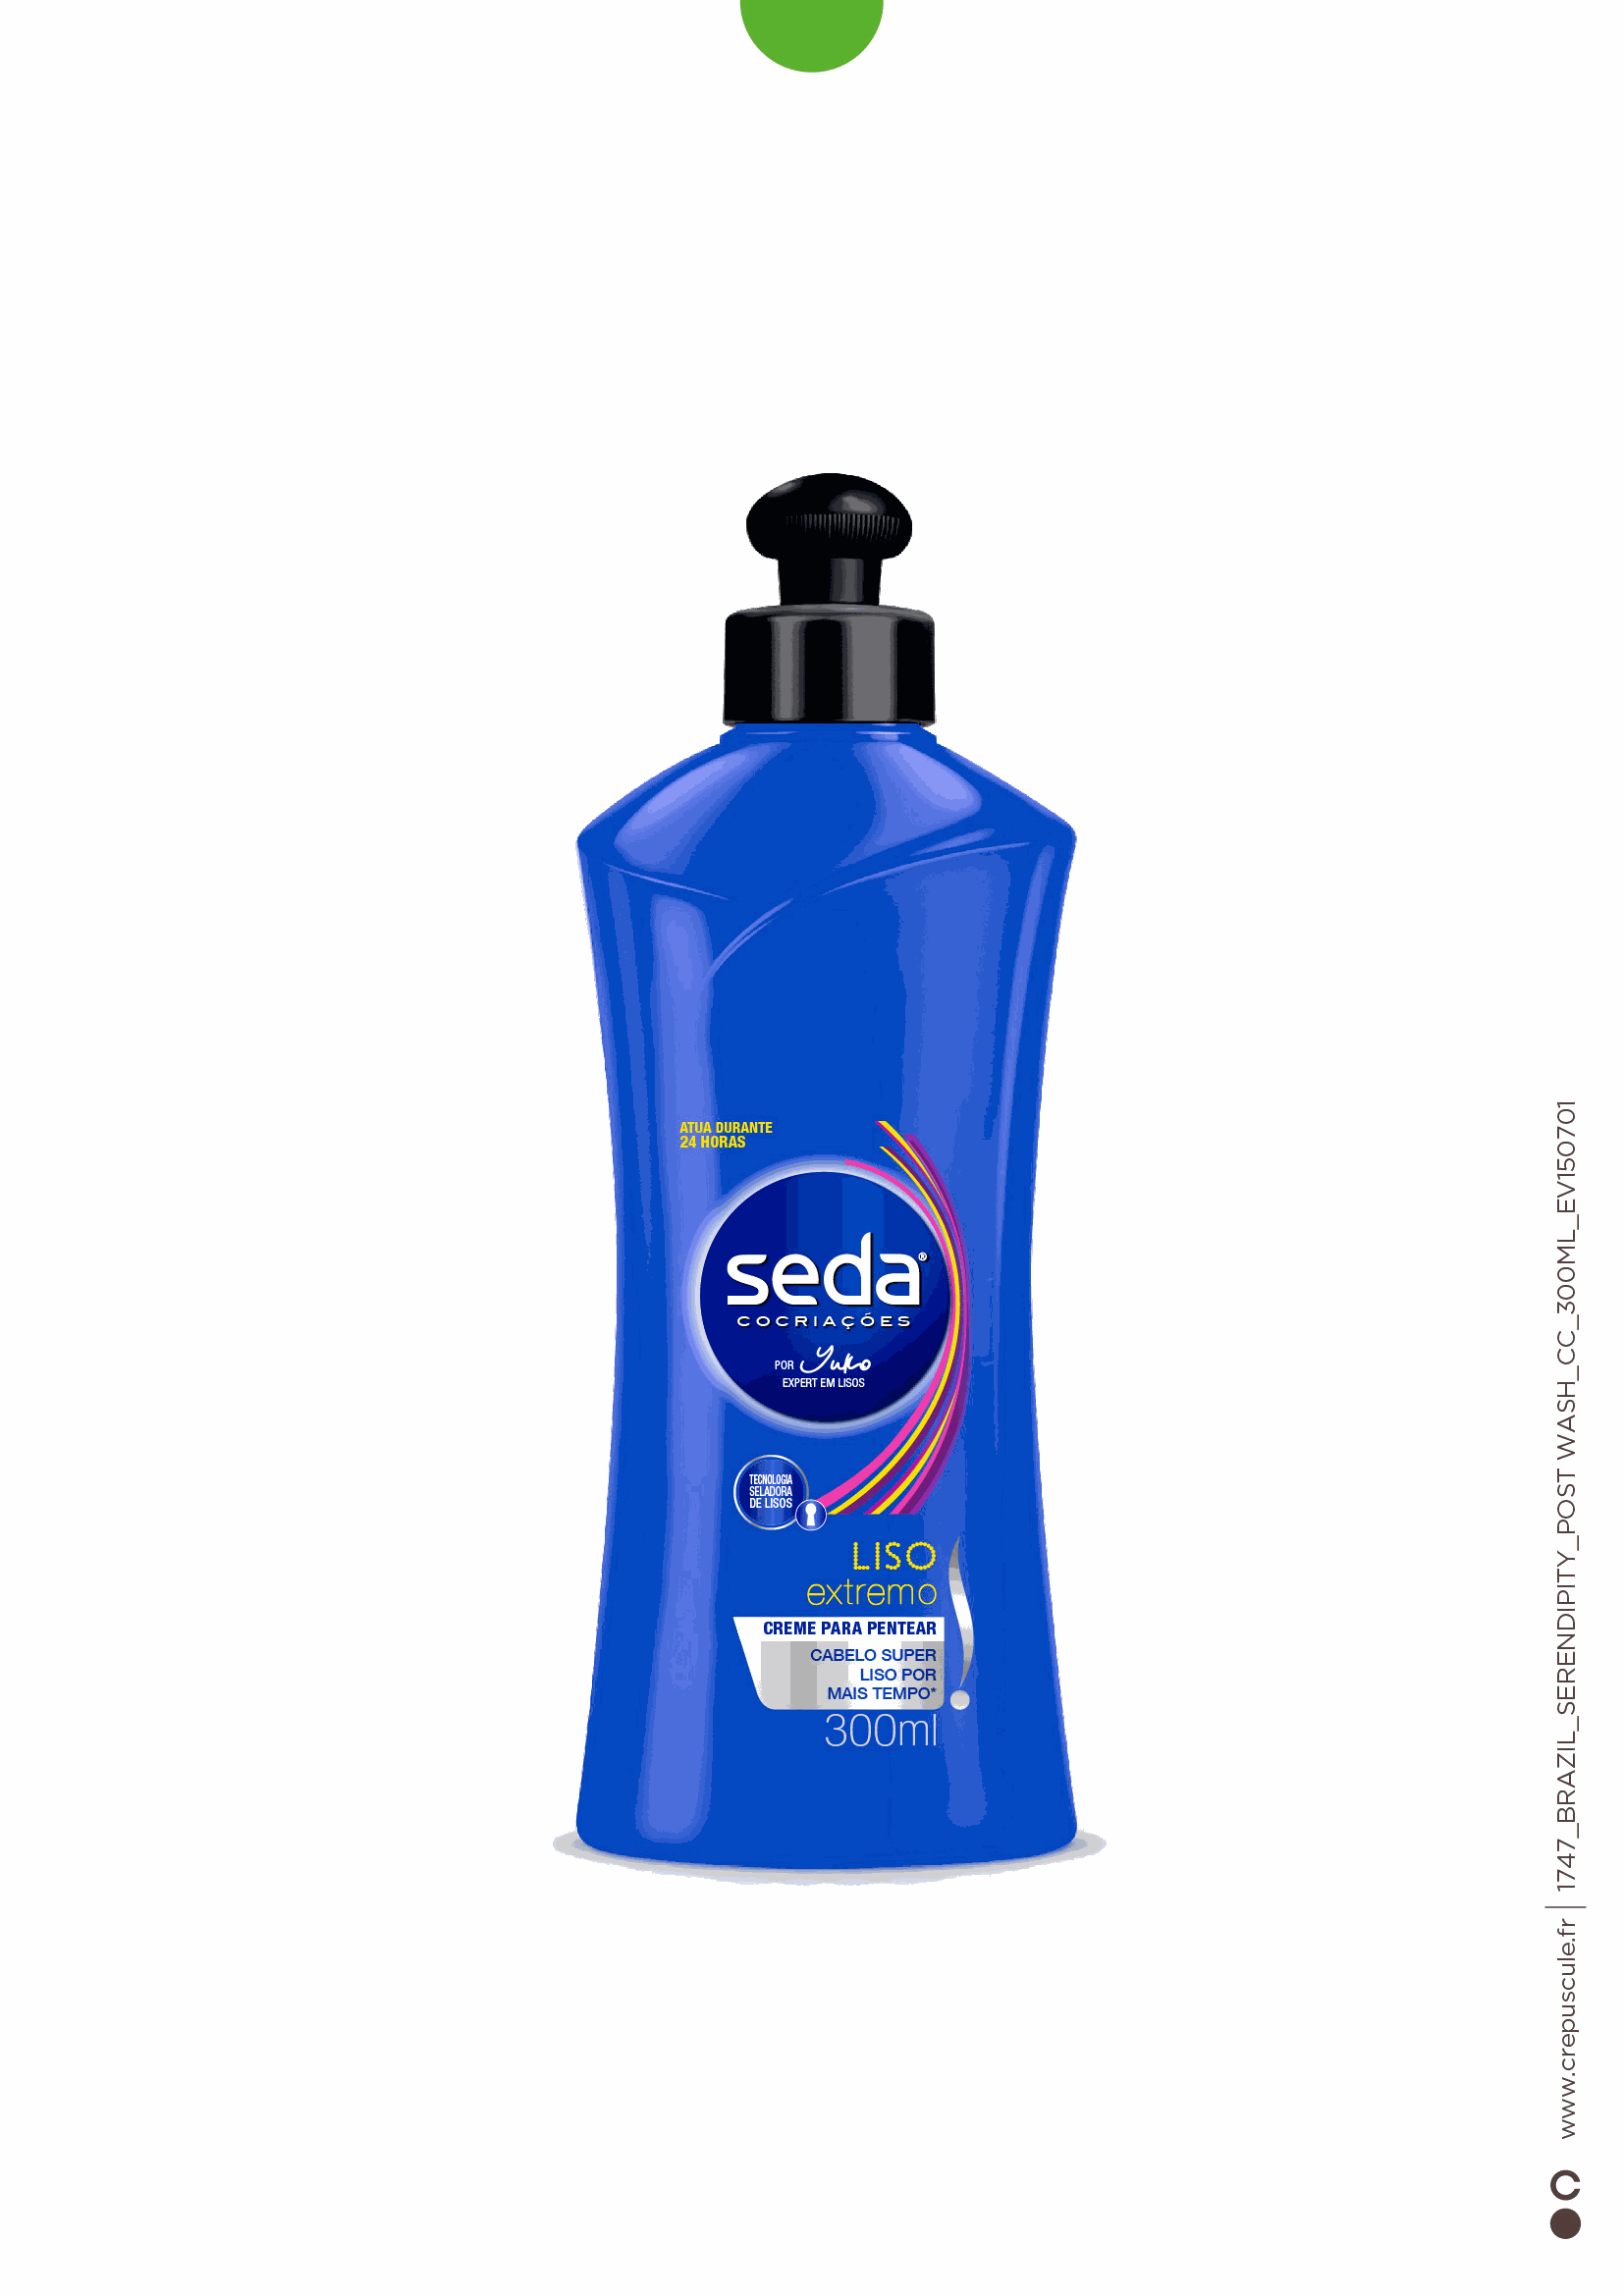 ATUA DURANTE
24 HORAS
seda®
COCRIAÇÕES
POR Yuko
EXPERT EM LISOS
TECNOLOGIA
SELADORA
DE LISOS
LISO
extremo
CREME PARA PENTEAR
CABELO SUPER
LISO POR
MAIS TEMPO*
300ml
www.crepuscule.fr | 1747_BRAZIL_SERENDIPITY_POST WASH_CC_300ML_EV150701
C